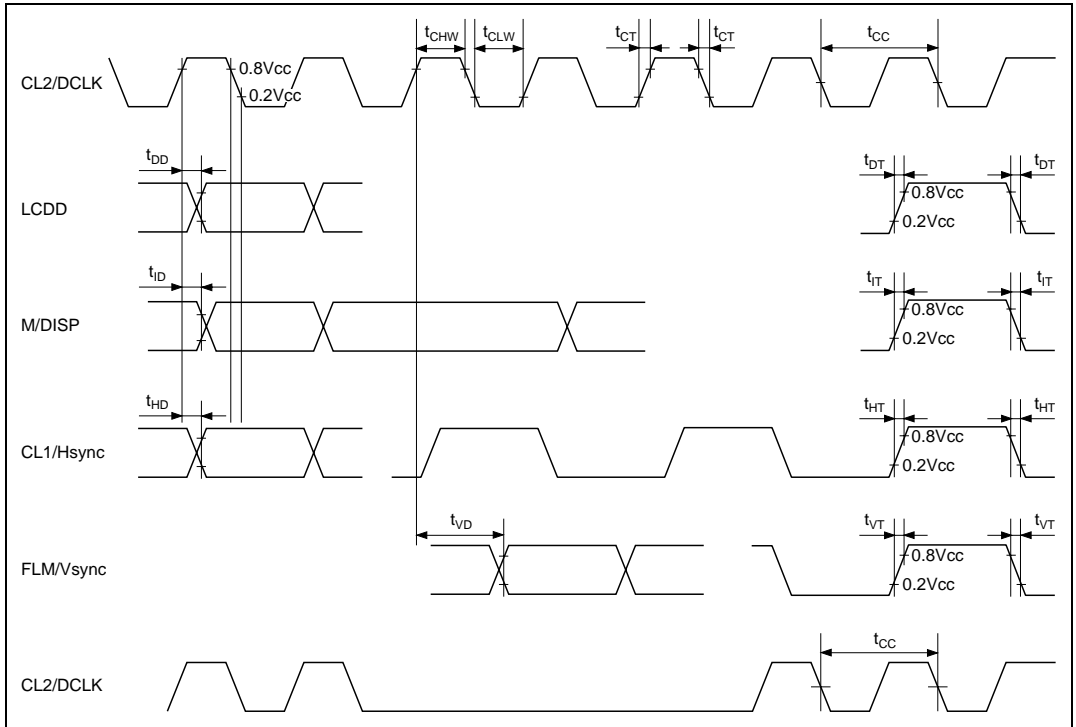 tCHW tCLW tCT tCT tCC
CL2/DCLK 0.8Vcc
0.2Vcc
tDD tDT tDT
LCDD 0.8Vcc
0.2Vcc
tID tIT tIT
M/DISP 0.8Vcc
0.2Vcc
tHD tHT tHT
CL1/Hsync 0.8Vcc
0.2Vcc
tVD tVT tVT
FLM/Vsync 0.8Vcc
0.2Vcc
tCC
CL2/DCLK